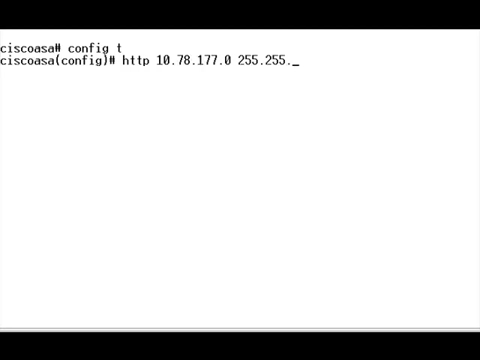 ciscoasa# config t
ciscoasa(config)# http 10.78.177.0 255.255._